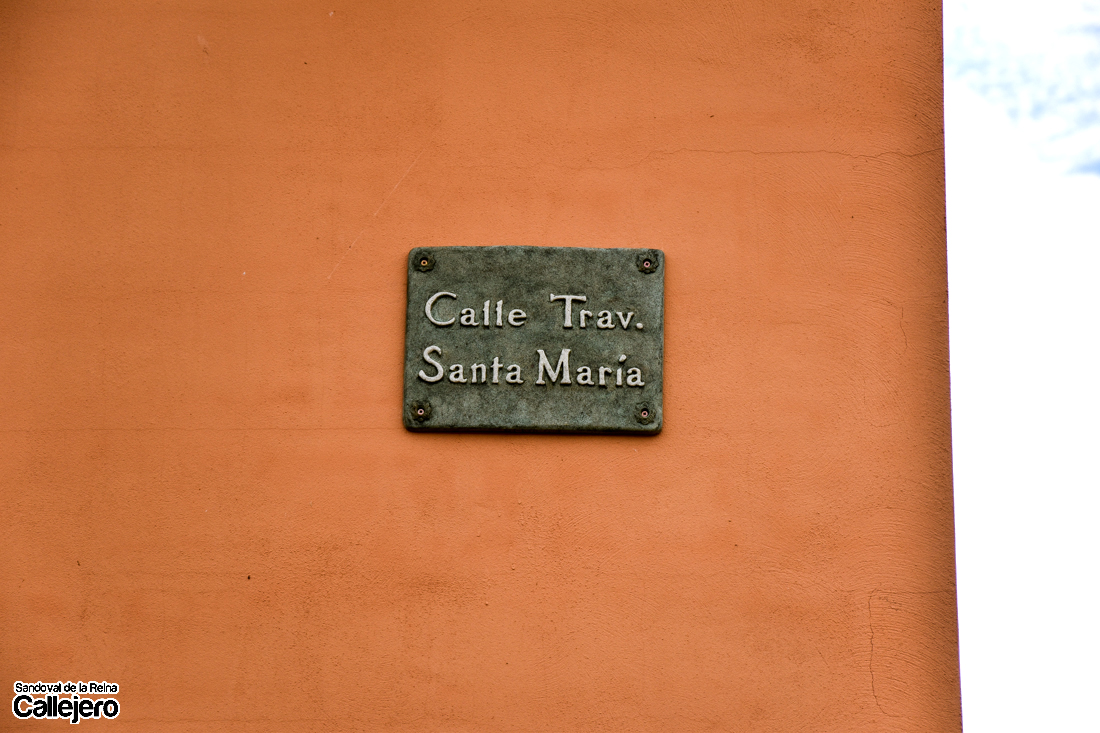 Calle Trav.
Santa María
Sandoval de la Reina
Callejero